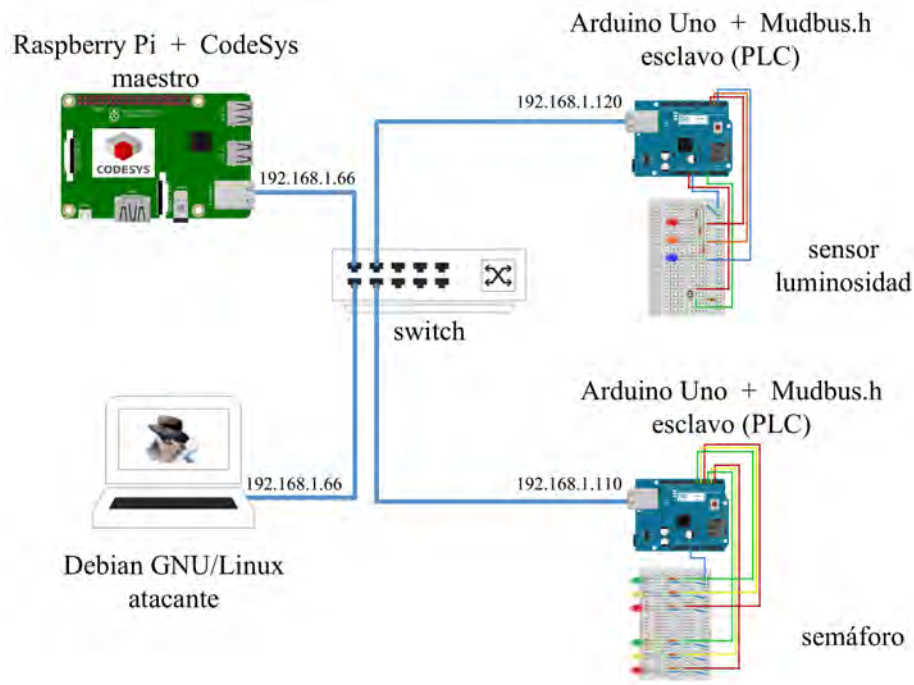 Raspberry Pi + CodeSys
maestro
CODESYS
192.168.1.66
Arduino Uno + Mudbus.h
esclavo (PLC)
192.168.1.120
sensor
luminosidad
switch
Debian GNU/Linux
atacante
192.168.1.66
Arduino Uno + Mudbus.h
esclavo (PLC)
192.168.1.110
semáforo